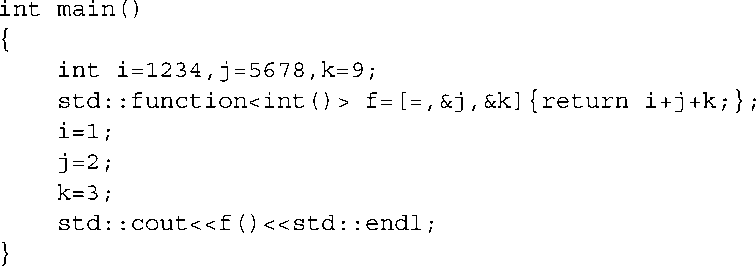 int main()
{
    int i=1234,j=5678,k=9;
    std::function<int()> f=[=,&j,&k]{return i+j+k;};
    i=1;
    j=2;
    k=3;
    std::cout<<f()<<std::endl;
}